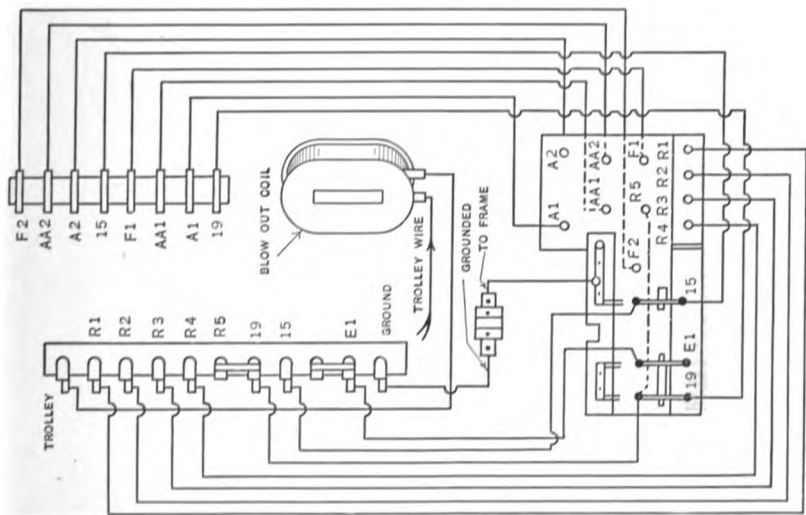 F2
AA2
A2
15
F1
AA1
A1
19
BLOW OUT COIL
TROLLEY WIRE
GROUNDED
TO FRAME
TROLLEY
R1
R2
R3
R4
R5
19
15
E1
GROUND
A2
A1
AA2
AA1
F1
R5
F2
R1
R2
R3
R4
15
E1
19